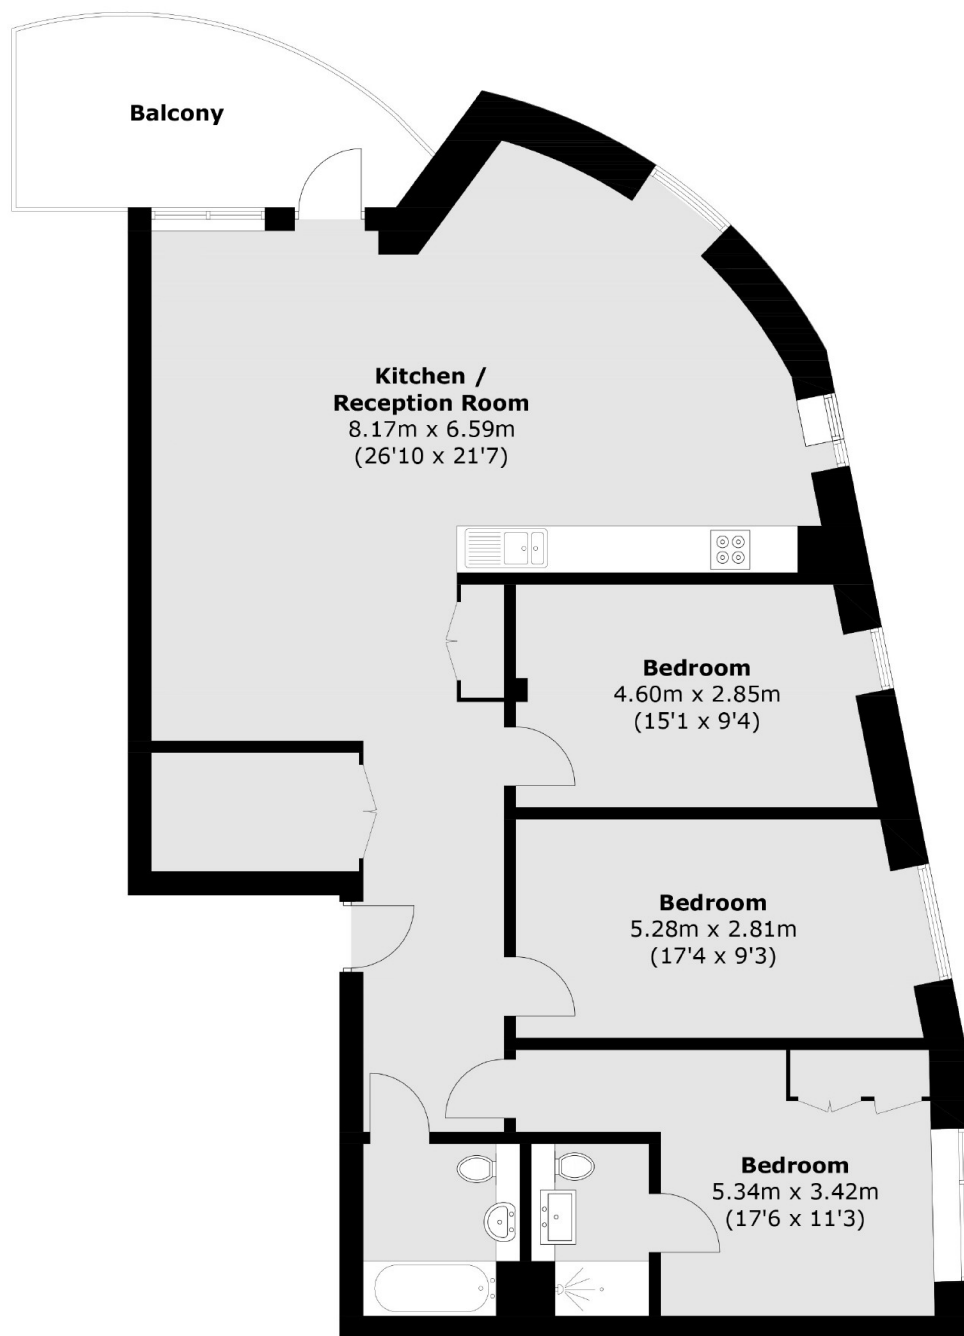 Balcony
Kitchen /
Reception Room
8.17m x 6.59m
(26'10 x 21'7)
Bedroom
4.60m x 2.85m
(15'1 x 9'4)
Bedroom
5.28m x 2.81m
(17'4 x 9'3)
Bedroom
5.34m x 3.42m
(17'6 x 11'3)